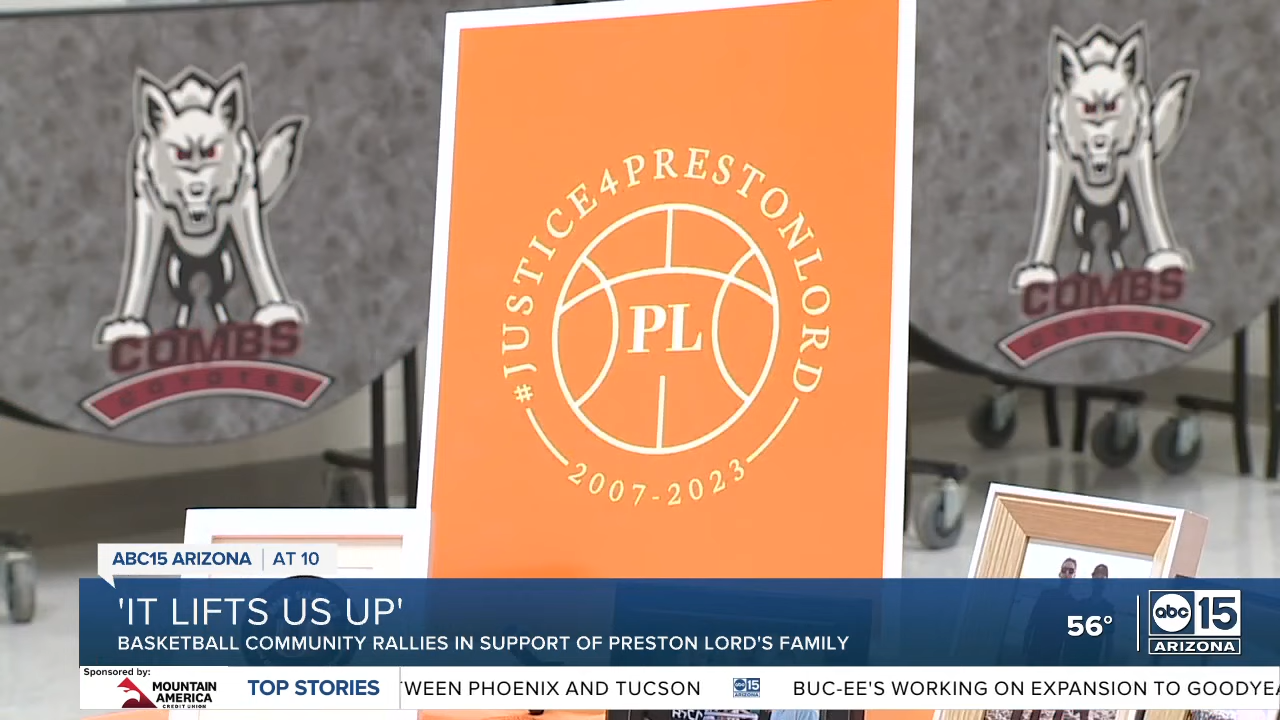 COMBS
COYOTES
#JUSTICE4PRESTONLORD
PL
2007-2023
COMBS
COYOTES
ABC15 ARIZONA | AT 10
'IT LIFTS US UP'
BASKETBALL COMMUNITY RALLIES IN SUPPORT OF PRESTON LORD'S FAMILY
56°
abc 15
ARIZONA
Sponsored by:
MOUNTAIN
AMERICA
CREDIT UNION
TOP STORIES
TWEEN PHOENIX AND TUCSON
abc 15
BUC-EE'S WORKING ON EXPANSION TO GOODYEA